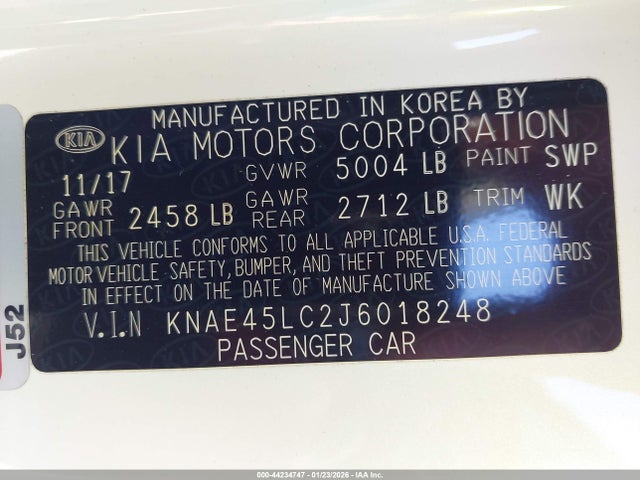 MANUFACTURED IN KOREA BY
KIA KIA MOTORS CORPORATION
11/17 GVWR 5004 LB PAINT SWP
GAWR FRONT 2458 LB GAWR REAR 2712 LB TRIM WK
THIS VEHICLE CONFORMS TO ALL APPLICABLE U.S.A. FEDERAL
MOTOR VEHICLE SAFETY, BUMPER, AND THEFT PREVENTION STANDARDS
IN EFFECT ON THE DATE OF MANUFACTURE SHOWN ABOVE
V.I.N KNAE45LC2J6018248
PASSENGER CAR
J52
000-44234747 - 01/23/2026 - IAA Inc.